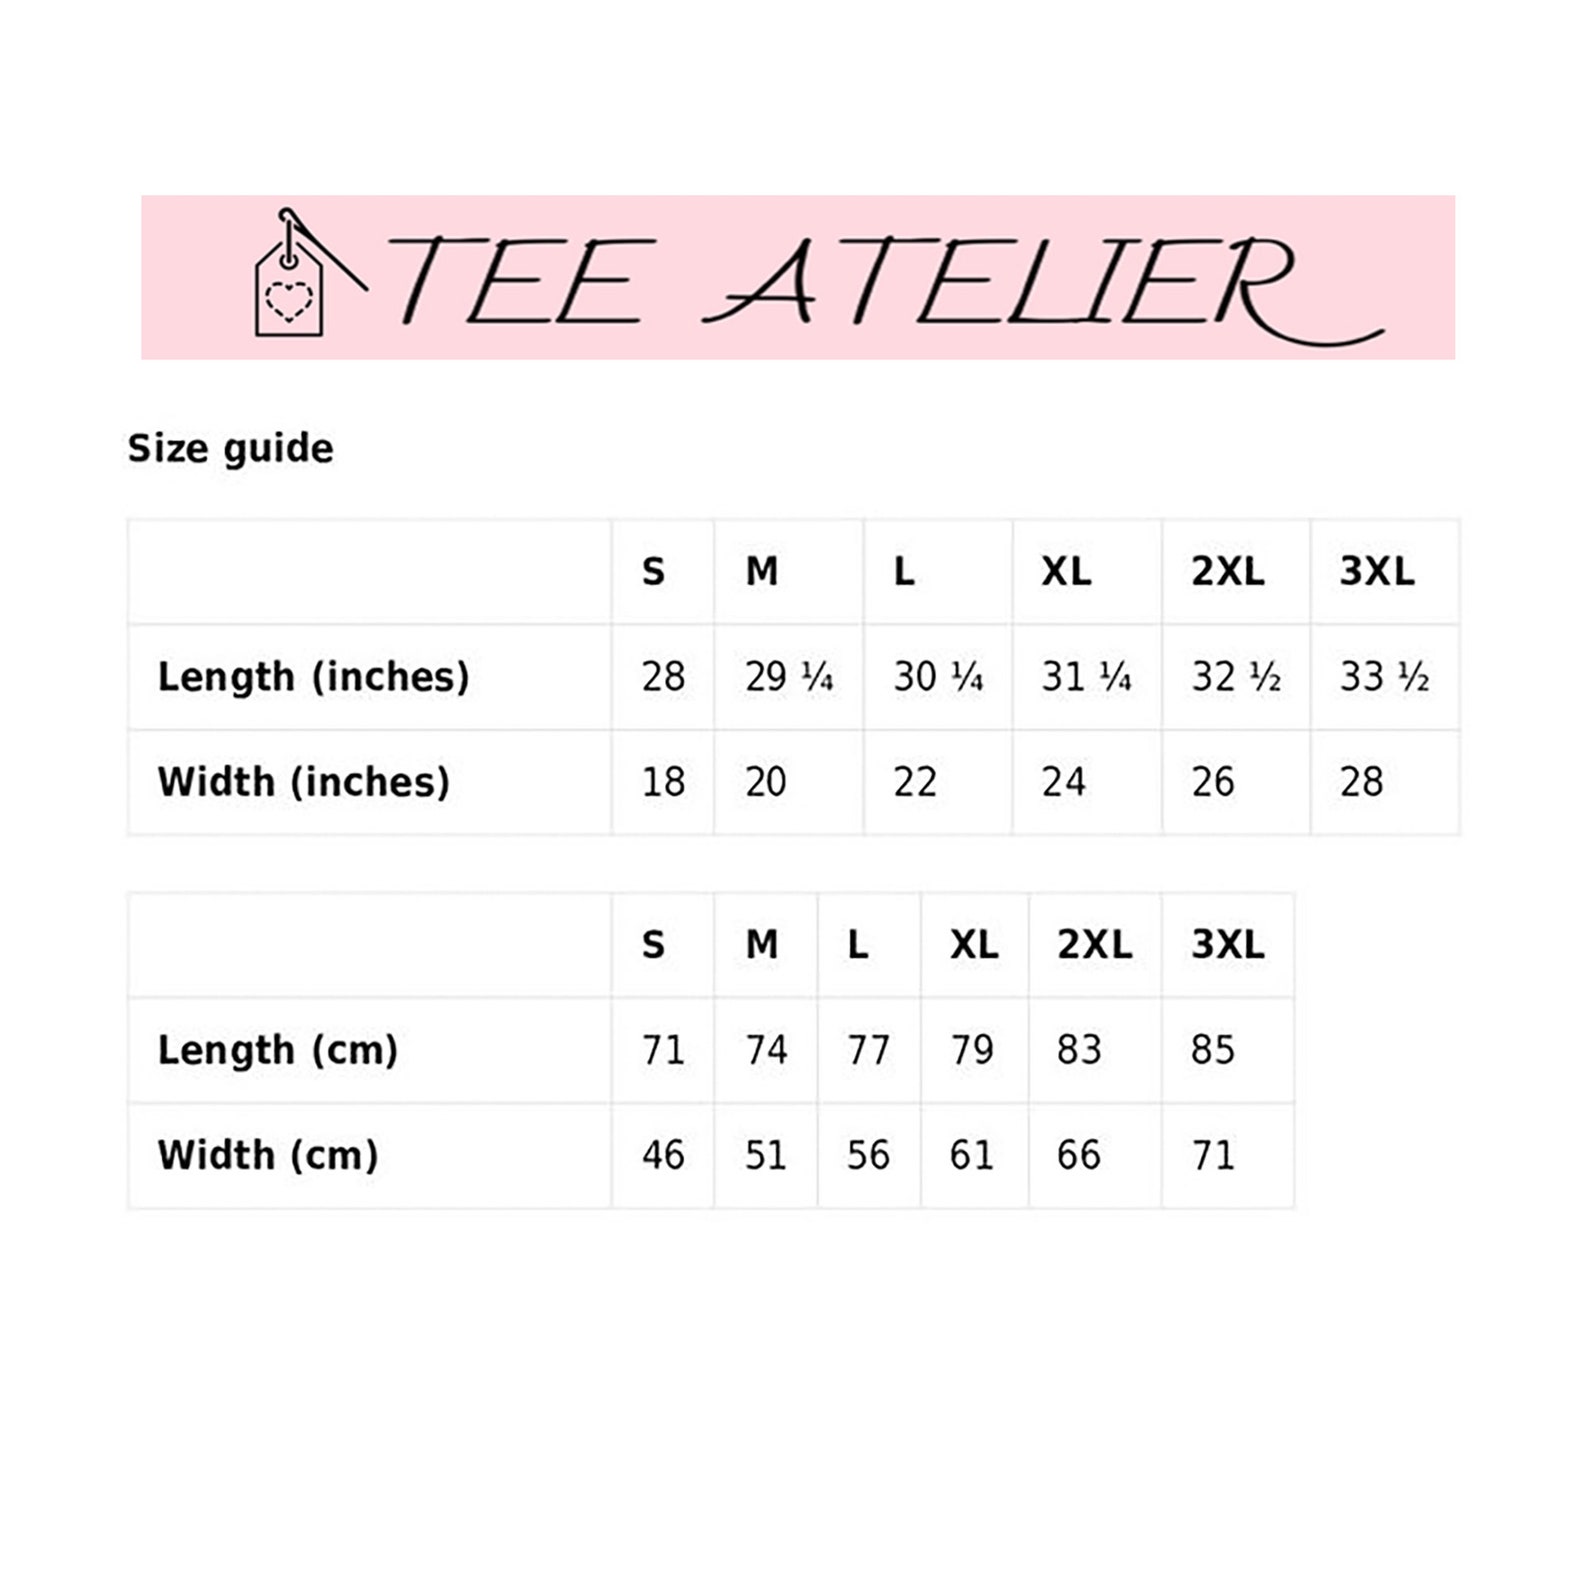 TEE ATELIER
Size guide
S M L XL 2XL 3XL
Length (inches) 28 29 ¼ 30 ¼ 31 ¼ 32 ½ 33 ½
Width (inches) 18 20 22 24 26 28
S M L XL 2XL 3XL
Length (cm) 71 74 77 79 83 85
Width (cm) 46 51 56 61 66 71